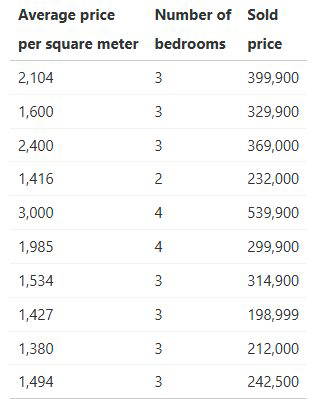 Average price Number of Sold
per square meter bedrooms price
2,104 3 399,900
1,600 3 329,900
2,400 3 369,000
1,416 2 232,000
3,000 4 539,900
1,985 4 299,900
1,534 3 314,900
1,427 3 198,999
1,380 3 212,000
1,494 3 242,500